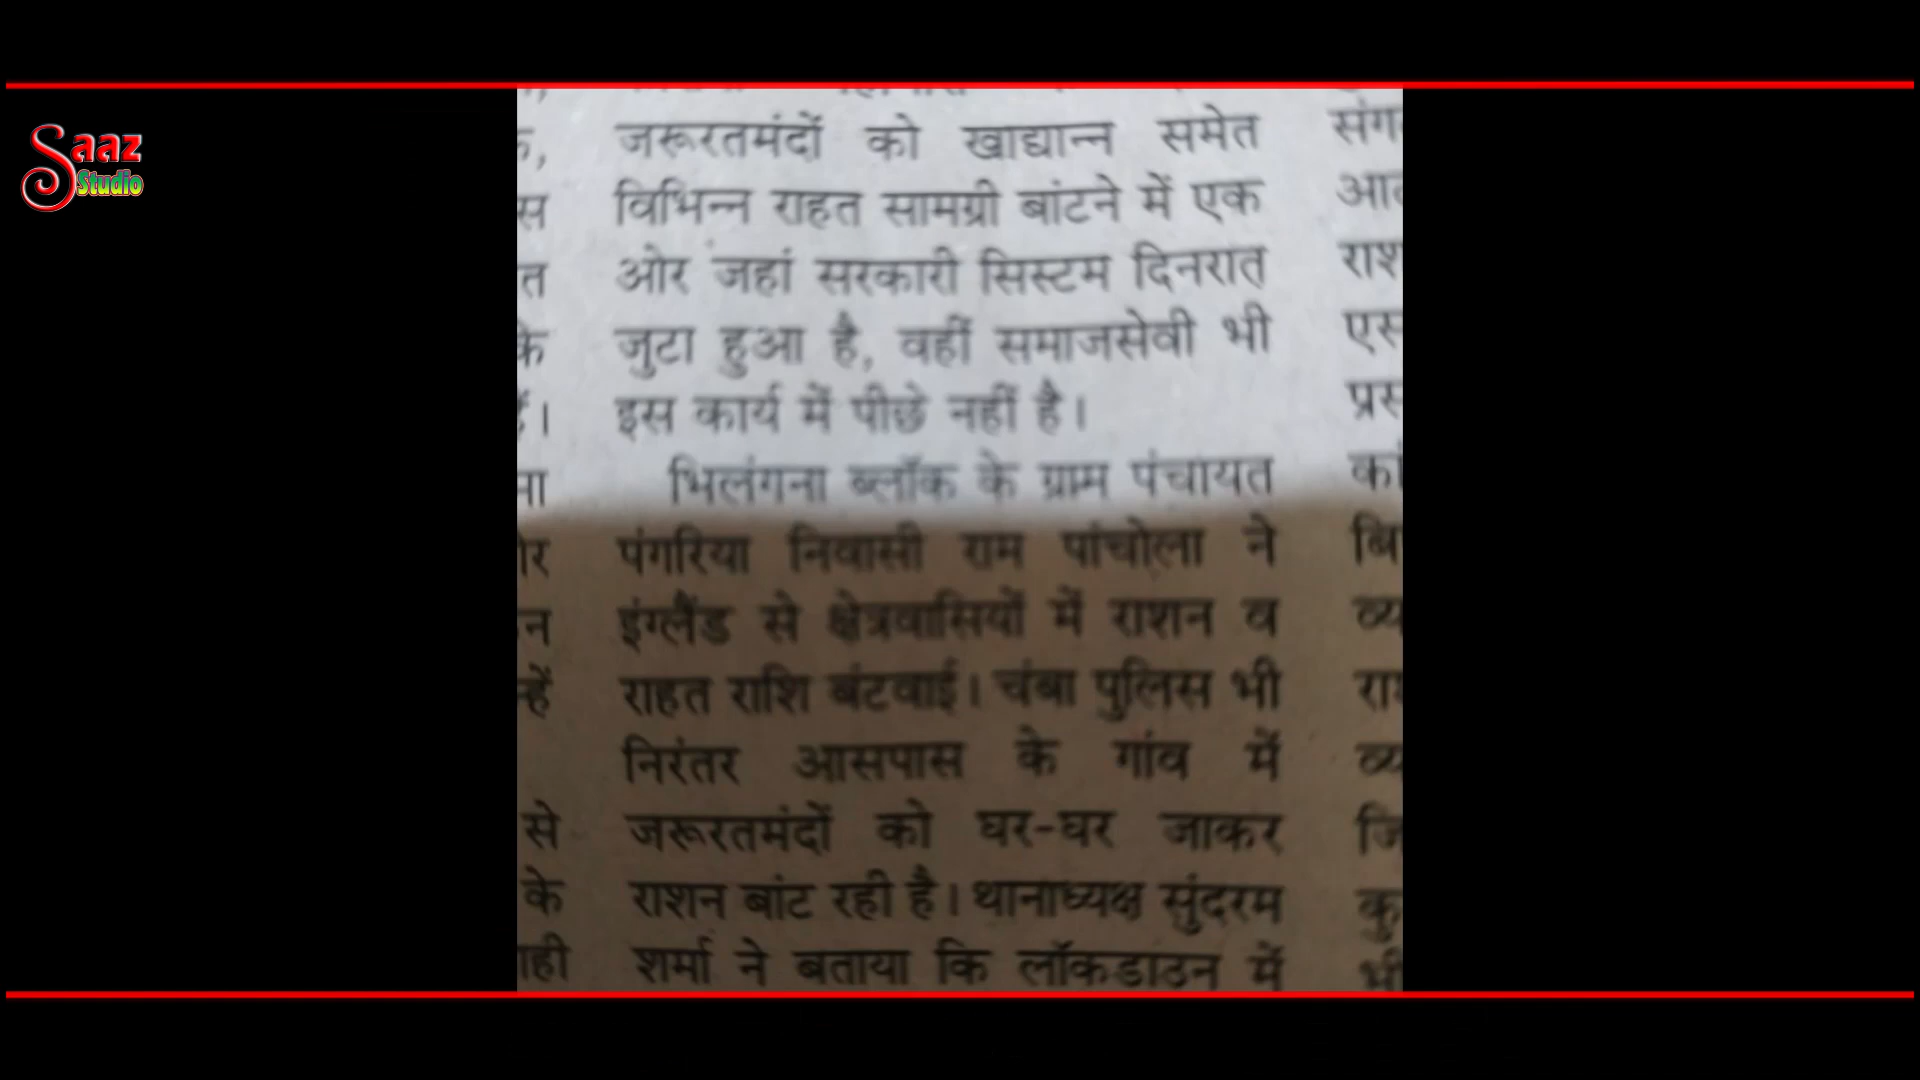 Saaz
Studio
जरूरतमंदों को खाद्यान्न समेत
विभिन्न राहत सामग्री बांटने में एक
ओर जहां सरकारी सिस्टम दिनरात
जुटा हुआ है, वहीं समाजसेवी भी
इस कार्य में पीछे नहीं है।
भिलंगना ब्लॉक के ग्राम पंचायत
पंगरिया निवासी राम पांचोला ने
इंग्लैंड से क्षेत्रवासियों में राशन व
राहत राशि बंटवाई। चंबा पुलिस भी
निरंतर आसपास के गांव में
जरूरतमंदों को घर-घर जाकर
राशन बांट रही है। थानाध्यक्ष सुंदरम
शर्मा ने बताया कि लॉकडाउन में